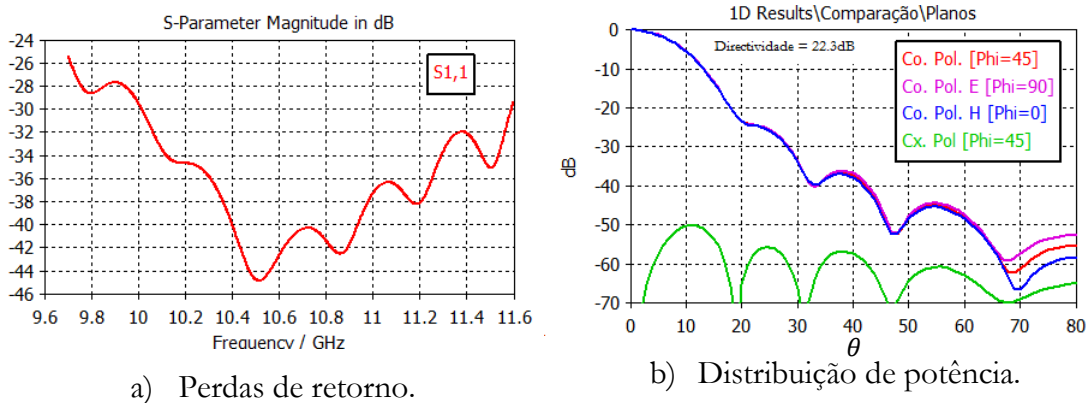 S-Parameter Magnitude in dB
-24
-26
-28
-30
-32
-34
-36
-38
-40
-42
-44
-46
S1,1
9.6 9.8 10 10.2 10.4 10.6 10.8 11 11.2 11.4 11.6
Frequency / GHz
a) Perdas de retorno.
1D Results\Comparação\Planos
0
-10
-20
-30
-40
-50
-60
-70
dB
Directividade = 22.3dB
Co. Pol. [Phi=45]
Co. Pol. E [Phi=90]
Co. Pol. H [Phi=0]
Cx. Pol [Phi=45]
0 10 20 30 40 50 60 70 80
θ
b) Distribuição de potência.